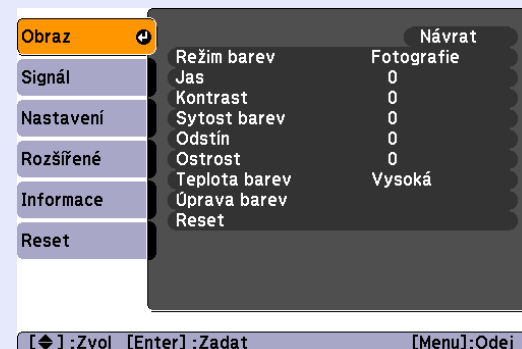 Obraz
Signál
Nastavení
Rozšířené
Informace
Reset
Návrat
Režim barev Fotografie
Jas 0
Kontrast 0
Sytost barev 0
Odstín 0
Ostrost 0
Teplota barev Vysoká
Úprava barev
Reset
[◆] :Zvol [Enter] :Zadat [Menu]:Odej